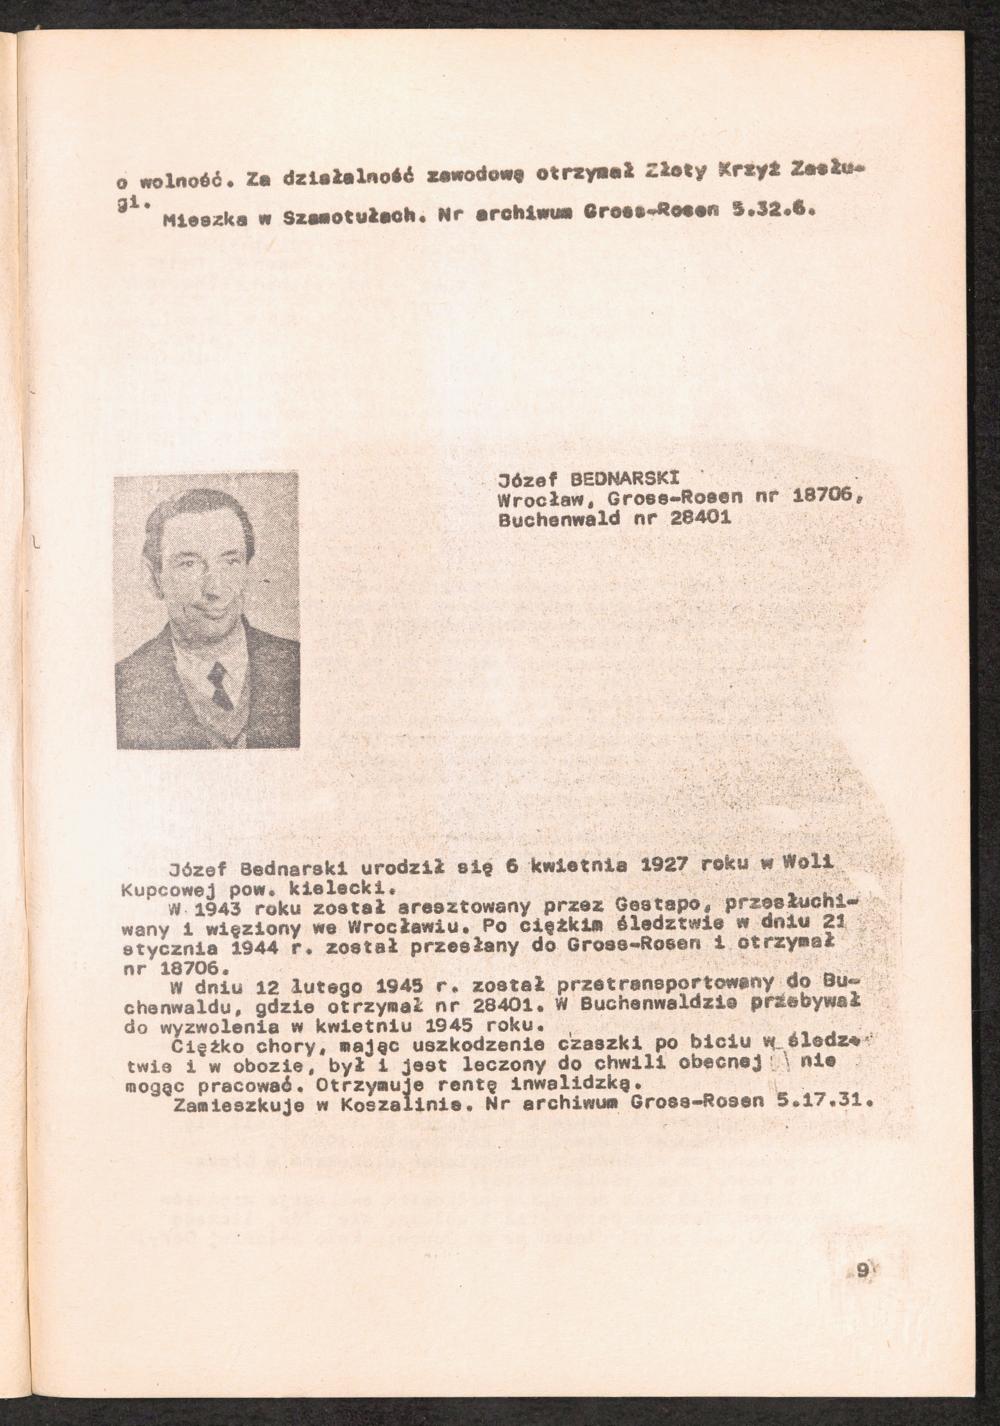 o wolność. Za działalność zawodową otrzymał Złoty Krzyż Zasłu-
gi.
Mieszka w Szamotułach. Nr archiwum Gross-Rosen 5.32.6.
Józef BEDNARSKI
Wrocław, Gross-Rosen nr 18706,
Buchenwald nr 28401
Józef Bednarski urodził się 6 kwietnia 1927 roku w Woli
Kupcowej pow. kielecki.
W 1943 roku został aresztowany przez Gestapo, przesłuchi-
wany i więziony we Wrocławiu. Po ciężkim śledztwie w dniu 21
stycznia 1944 r. został przesłany do Gross-Rosen i otrzymał
nr 18706.
W dniu 12 lutego 1945 r. został przetransportowany do Bu-
chenwaldu, gdzie otrzymał nr 28401. W Buchenwaldzie przebywał
do wyzwolenia w kwietniu 1945 roku.
Ciężko chory, mając uszkodzenie czaszki po biciu w śledz-
twie i w obozie, był i jest leczony do chwili obecnej nie
mogąc pracować. Otrzymuje rentę inwalidzką.
Zamieszkuje w Koszalinie. Nr archiwum Gross-Rosen 5.17.31.
9